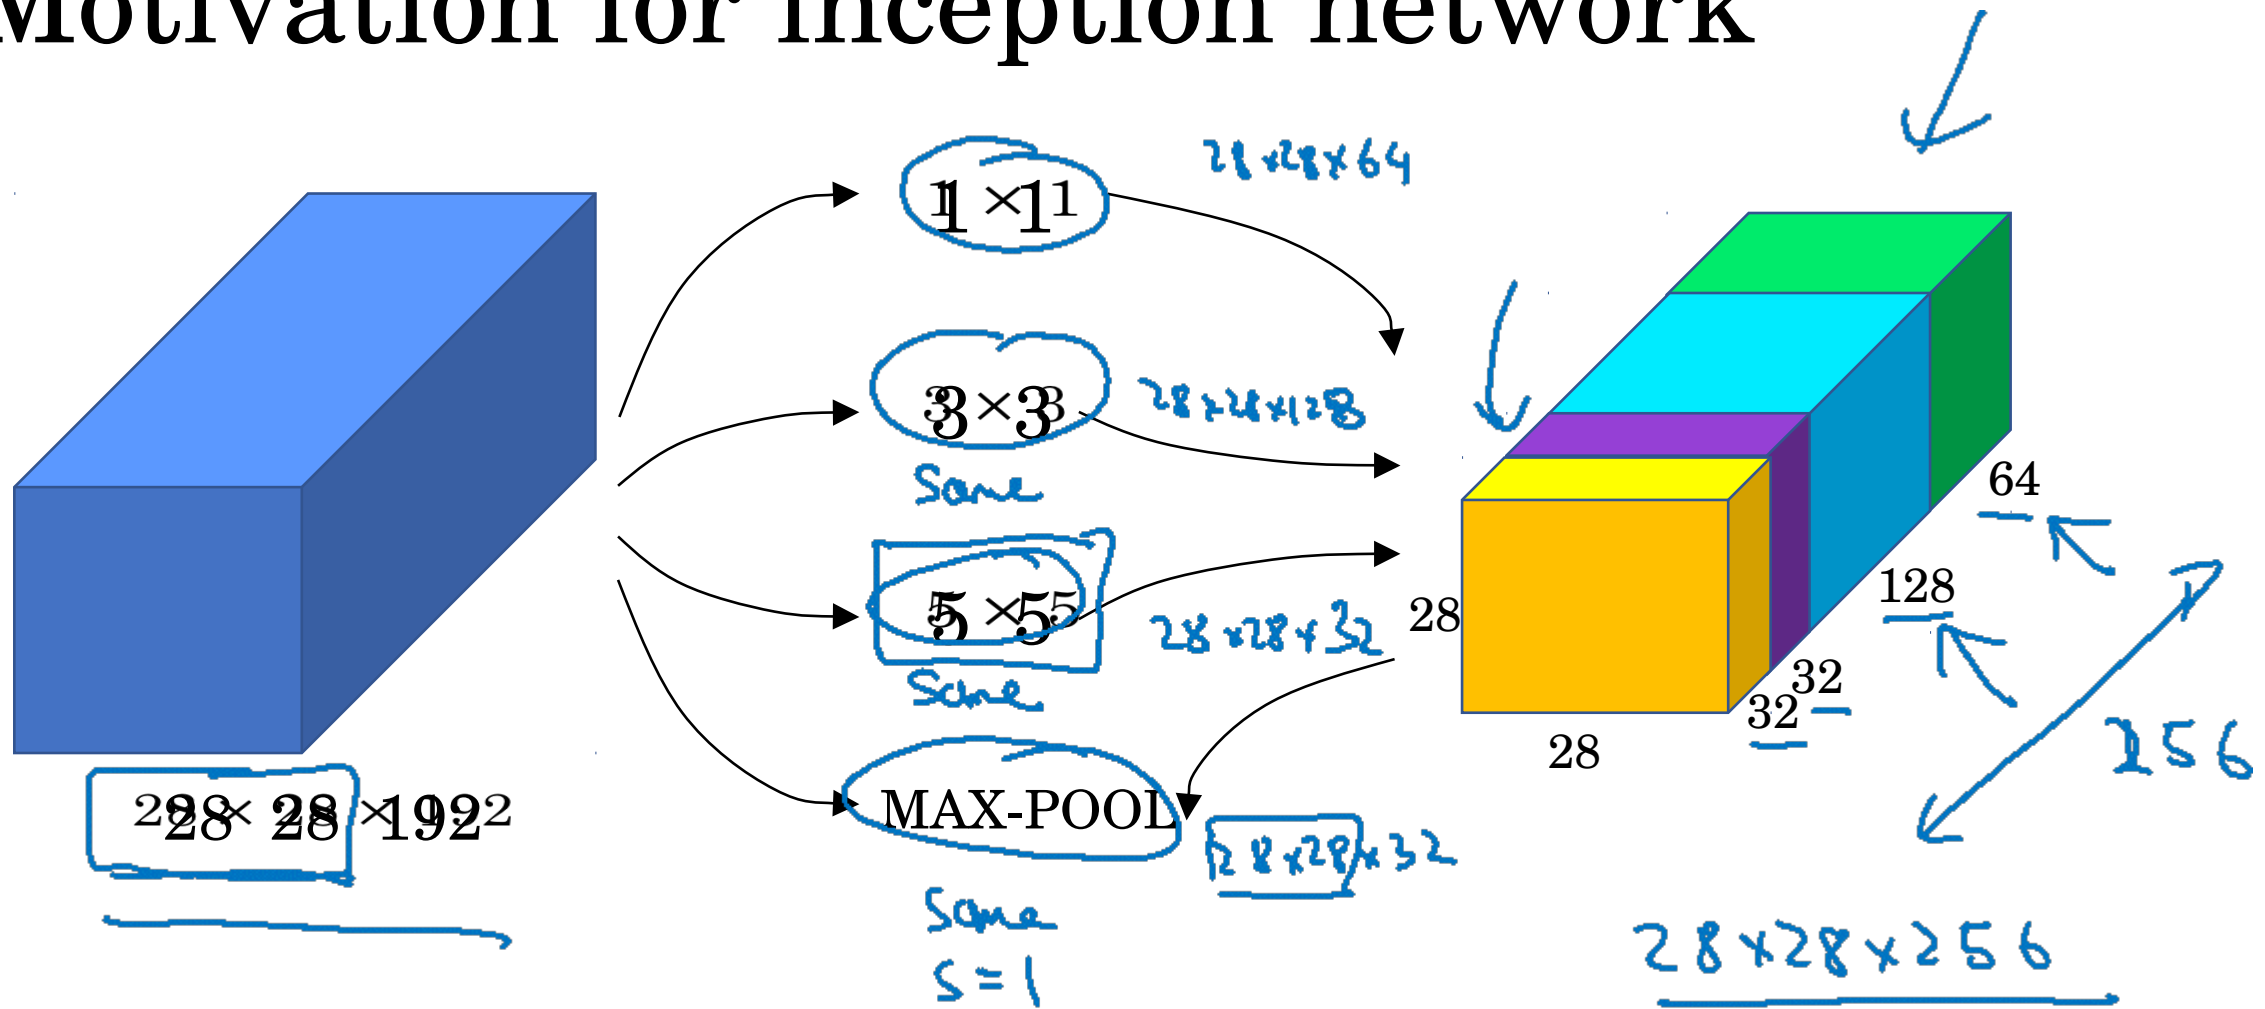 Motivation for inception network
1 × 1
28×28×64
3 × 3
28×28×128
Same
64
128
5 × 5
28×28×32
28
Same
32
32
28
256
28 × 28 × 192
MAX-POOL
28×28×32
Same
s = 1
28×28×256